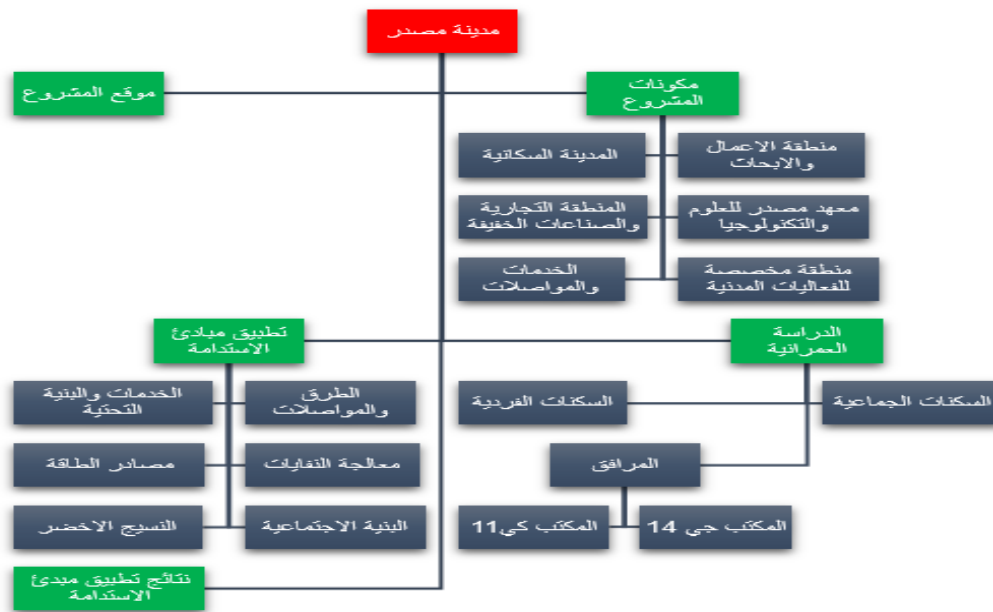 مدينة مصدر
مكونات
المشروع
موقع المشروع
منطقة الاعمال
والابحاث
المدينة السكانية
معهد مصدر للعلوم
والتكنولوجيا
المنطقة التجارية
والصناعات الخفيفة
منطقة مخصصة
للفعاليات المدنية
الخدمات
والمواصلات
الدراسة
العمرانية
تطبيق مبادئ
الاستدامة
السكنات الجماعية
السكنات الفردية
المرافق
المكتب جي 14
المكتب كي11
الطرق
والمواصلات
الخدمات والبنية
التحتية
معالجة النفايات
مصادر الطاقة
البنية الاجتماعية
النسيج الاخضر
نتائج تطبيق مبدئ
الاستدامة